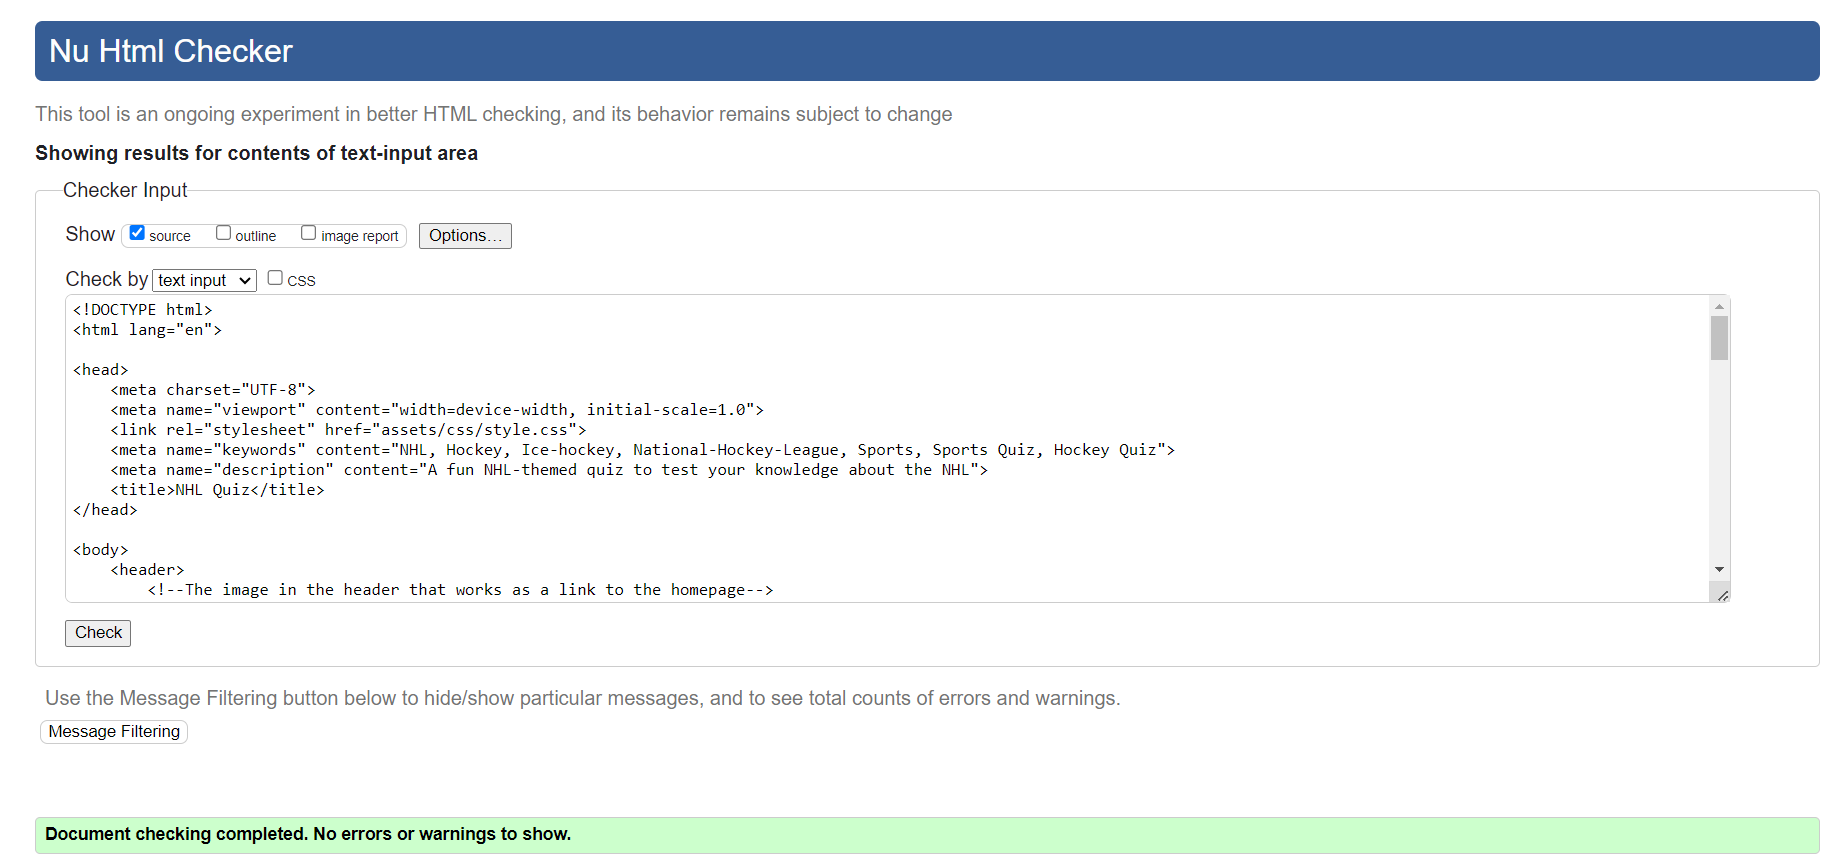 Nu Html Checker
This tool is an ongoing experiment in better HTML checking, and its behavior remains subject to change
Showing results for contents of text-input area
Checker Input
Show source outline image report Options...
Check by text input CSS
<!DOCTYPE html>
<html lang="en">
<head>
    <meta charset="UTF-8">
    <meta name="viewport" content="width=device-width, initial-scale=1.0">
    <link rel="stylesheet" href="assets/css/style.css">
    <meta name="keywords" content="NHL, Hockey, Ice-hockey, National-Hockey-League, Sports, Sports Quiz, Hockey Quiz">
    <meta name="description" content="A fun NHL-themed quiz to test your knowledge about the NHL">
    <title>NHL Quiz</title>
</head>
<body>
    <header>
        <!--The image in the header that works as a link to the homepage-->
Check
Use the Message Filtering button below to hide/show particular messages, and to see total counts of errors and warnings.
Message Filtering
Document checking completed. No errors or warnings to show.